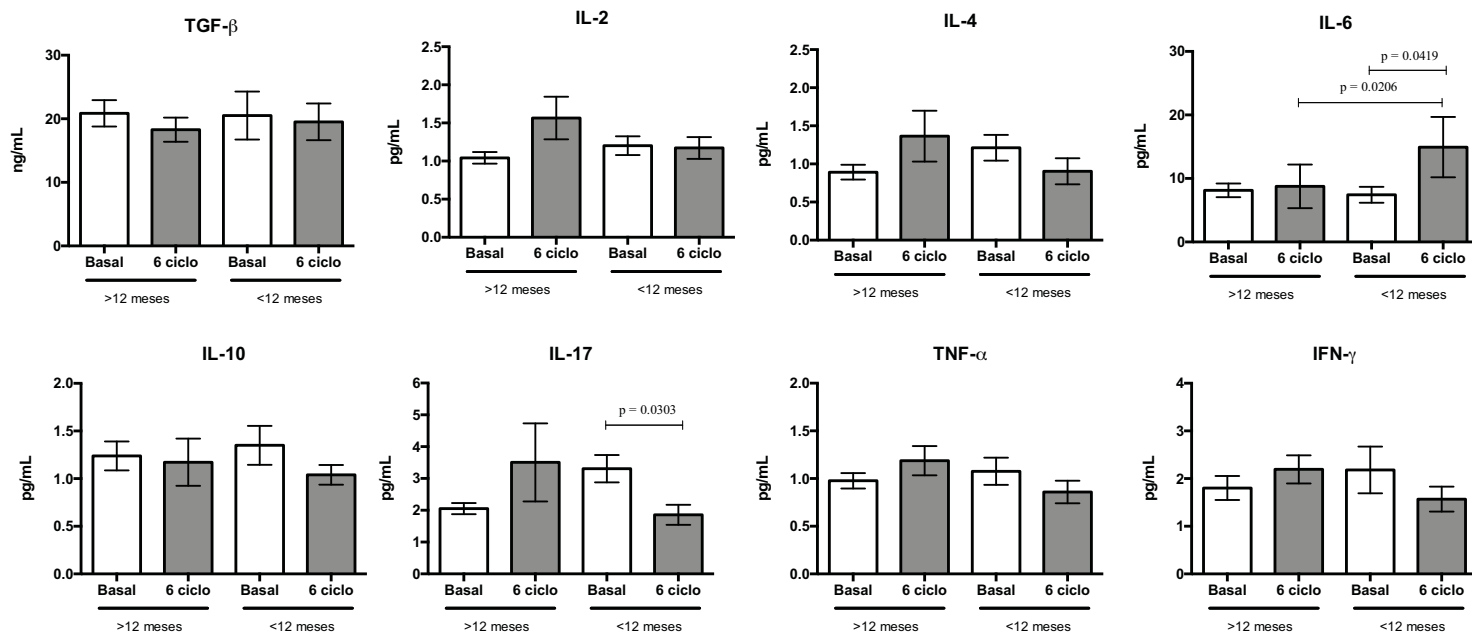 TGF-β
ng/mL
30
20
10
0
Basal 6 ciclo Basal 6 ciclo
>12 meses <12 meses
IL-2
pg/mL
2.5
2.0
1.5
1.0
0.5
0.0
Basal 6 ciclo Basal 6 ciclo
>12 meses <12 meses
IL-4
pg/mL
2.5
2.0
1.5
1.0
0.5
0.0
Basal 6 ciclo Basal 6 ciclo
>12 meses <12 meses
IL-6
pg/mL
30
20
10
0
p = 0.0419
p = 0.0206
Basal 6 ciclo Basal 6 ciclo
>12 meses <12 meses
IL-10
pg/mL
2.0
1.5
1.0
0.5
0.0
Basal 6 ciclo Basal 6 ciclo
>12 meses <12 meses
IL-17
pg/mL
6
5
4
3
2
1
0
p = 0.0303
Basal 6 ciclo Basal 6 ciclo
>12 meses <12 meses
TNF-α
pg/mL
2.0
1.5
1.0
0.5
0.0
Basal 6 ciclo Basal 6 ciclo
>12 meses <12 meses
IFN-γ
pg/mL
4
3
2
1
0
Basal 6 ciclo Basal 6 ciclo
>12 meses <12 meses